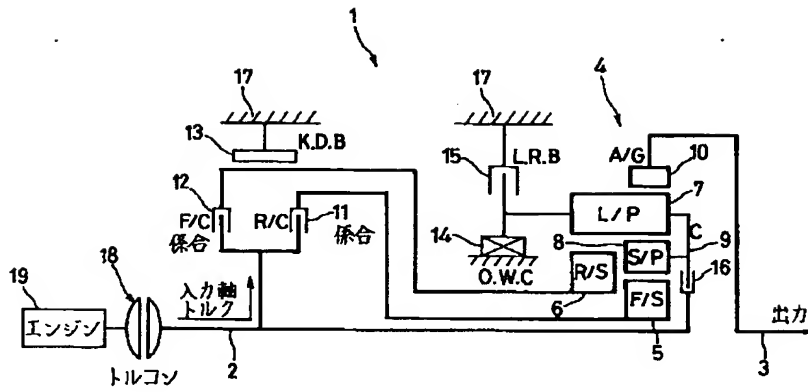 1
17
17
4
13
K.D.B
15
L.R.B
A/G
10
12
7
F/C
係合
R/C
11
係合
L/P
C
8
S/P
9
14
O.W.C
R/S
6
F/S
16
18
19
エンジン
入力軸
トルク
トルコン
2
5
出力
3